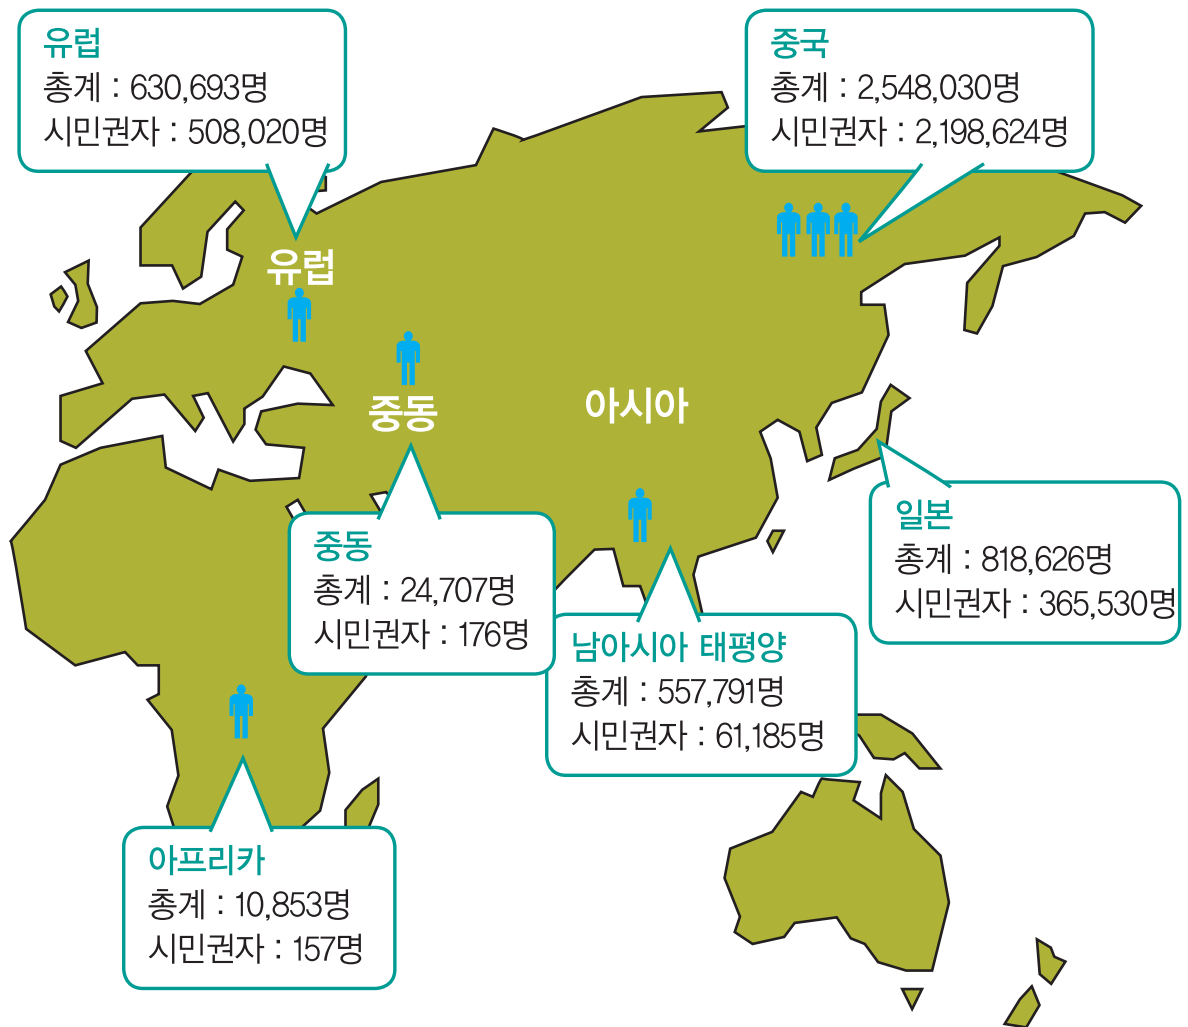 유럽
총계 : 630,693명
시민권자 : 508,020명
중국
총계 : 2,548,030명
시민권자 : 2,198,624명
유럽
중동
아시아
일본
총계 : 818,626명
시민권자 : 365,530명
중동
총계 : 24,707명
시민권자 : 176명
남아시아 태평양
총계 : 557,791명
시민권자 : 61,185명
아프리카
총계 : 10,853명
시민권자 : 157명